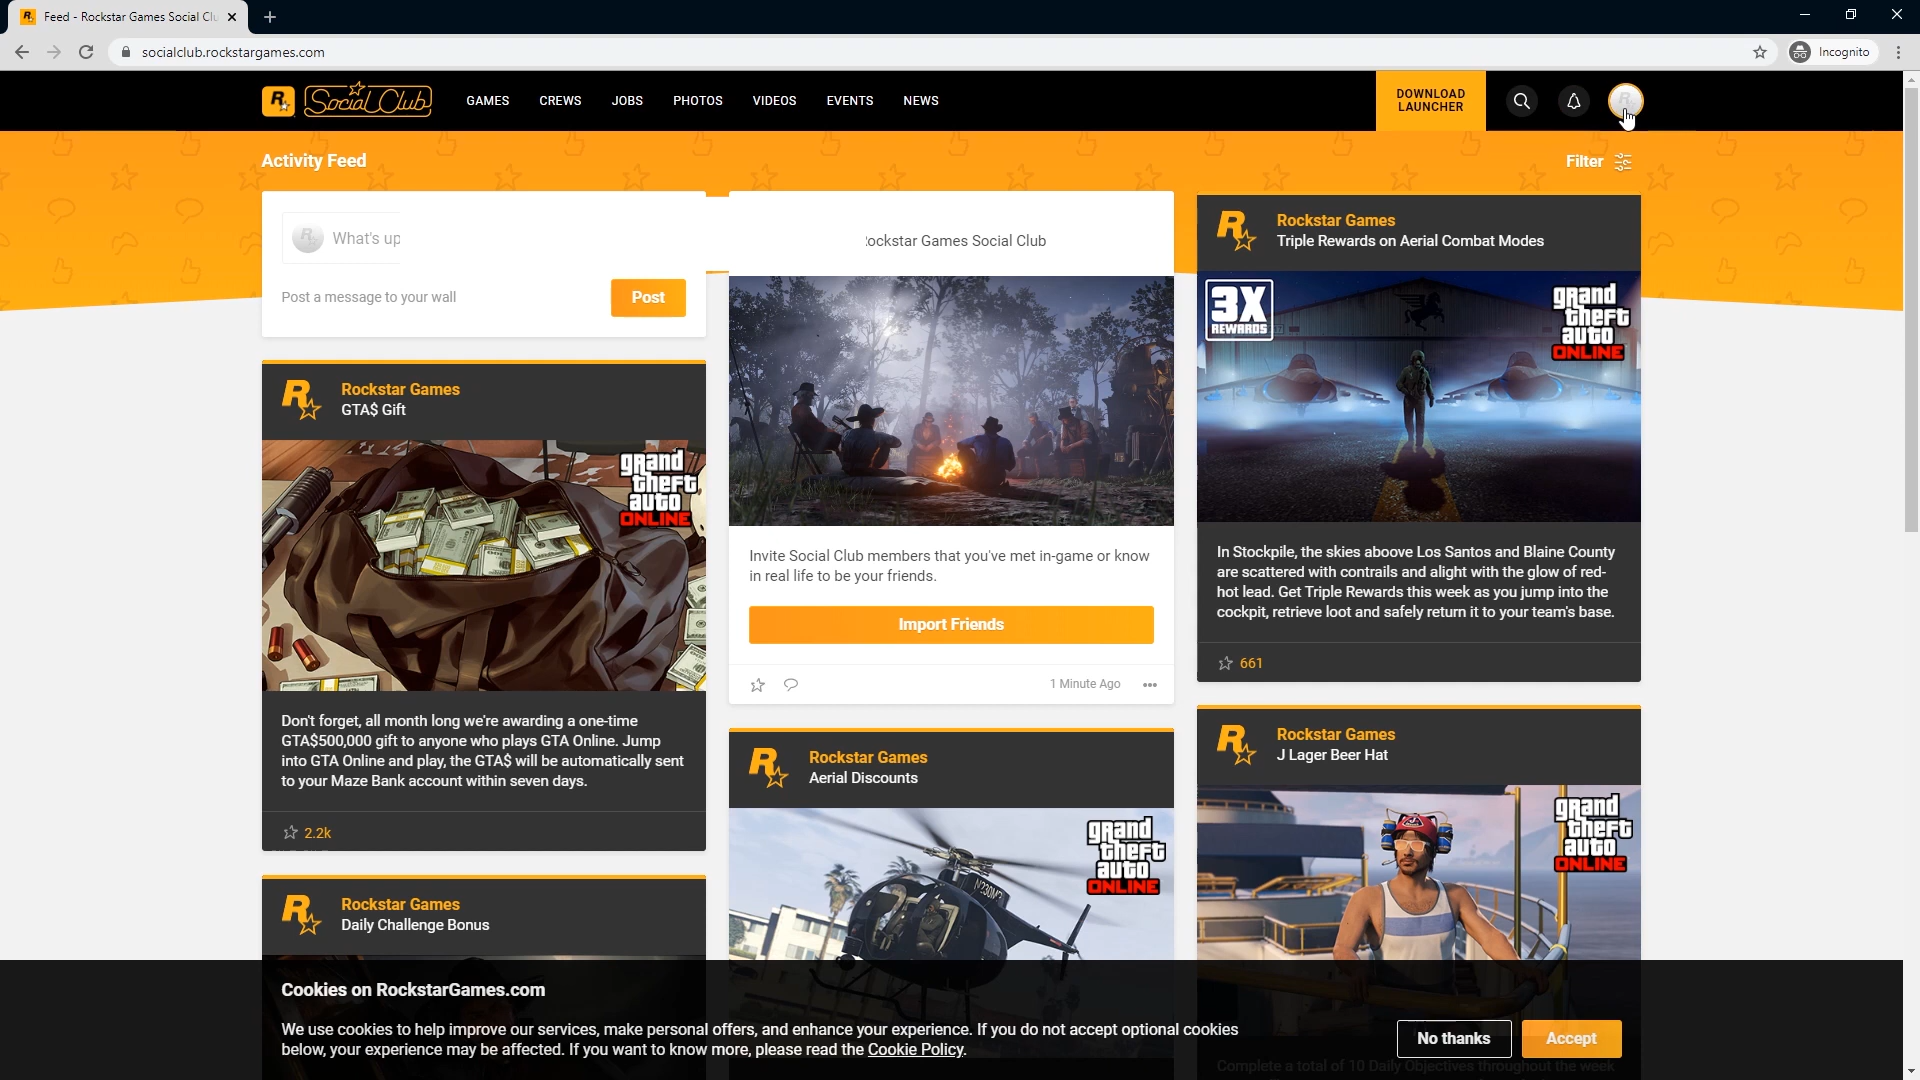 Feed - Rockstar Games Social Clu
socialclub.rockstargames.com
Incognito
R
Social Club
GAMES
CREWS
JOBS
PHOTOS
VIDEOS
EVENTS
NEWS
DOWNLOAD
LAUNCHER
Activity Feed
Filter
What's up
Post a message to your wall
Post
Rockstar Games
GTA$ Gift
grand
theft
auto
ONLINE
Don't forget, all month long we're awarding a one-time
GTA$500,000 gift to anyone who plays GTA Online. Jump
into GTA Online and play, the GTA$ will be automatically sent
to your Maze Bank account within seven days.
2.2k
Rockstar Games
Daily Challenge Bonus
ockstar Games Social Club
Invite Social Club members that you've met in-game or know
in real life to be your friends.
Import Friends
1 Minute Ago
Rockstar Games
Aerial Discounts
grand
theft
auto
ONLINE
Rockstar Games
Triple Rewards on Aerial Combat Modes
3X
REWARDS
grand
theft
auto
ONLINE
In Stockpile, the skies aboove Los Santos and Blaine County
are scattered with contrails and alight with the glow of red-
hot lead. Get Triple Rewards this week as you jump into the
cockpit, retrieve loot and safely return it to your team's base.
661
Rockstar Games
J Lager Beer Hat
grand
theft
auto
ONLINE
Complete a total of 10 Daily Objectives throughout the week
Cookies on RockstarGames.com
We use cookies to help improve our services, make personal offers, and enhance your experience. If you do not accept optional cookies
below, your experience may be affected. If you want to know more, please read the Cookie Policy.
No thanks
Accept